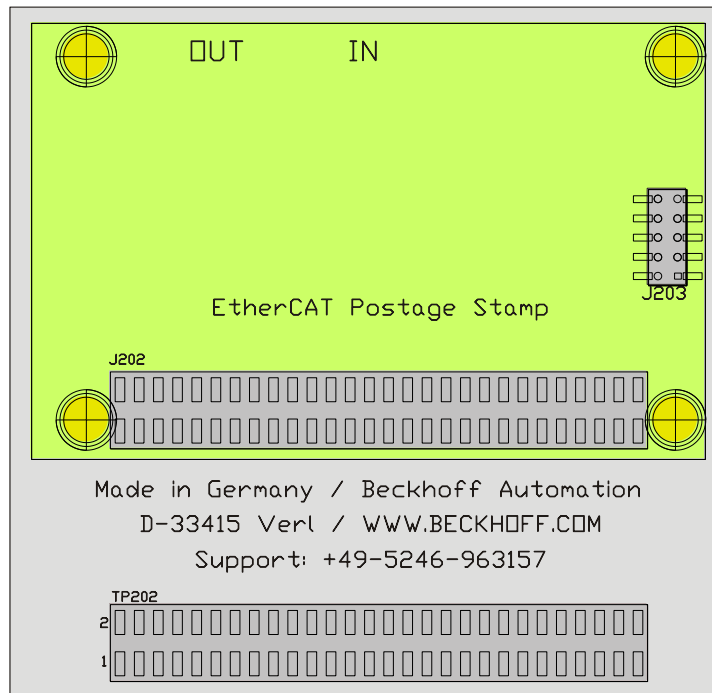 OUT IN
J203
EtherCAT Postage Stamp
J202
Made in Germany / Beckhoff Automation
D-33415 Verl / WWW.BECKHOFF.COM
Support: +49-5246-963157
TP202
2
1